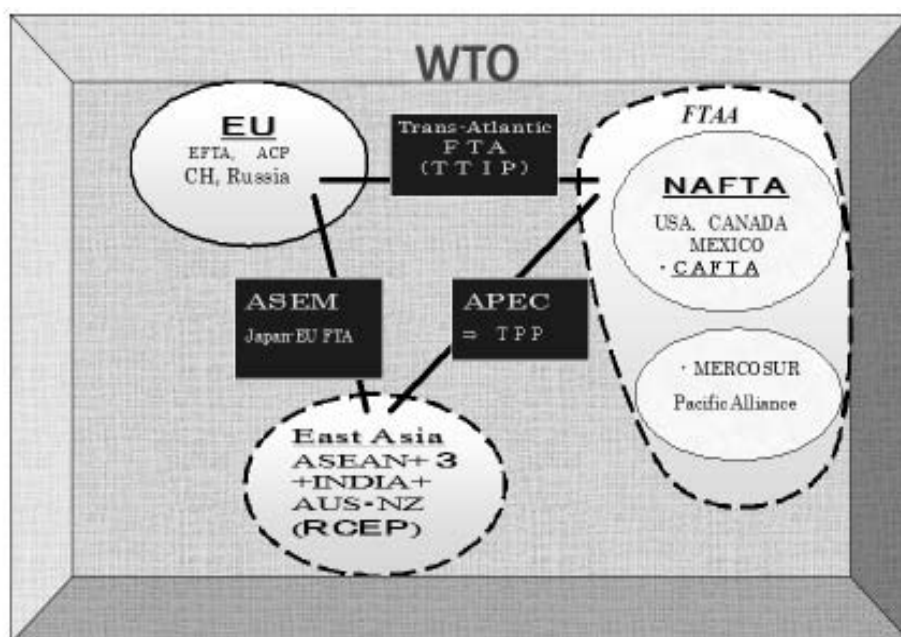 WTO
EU
EFTA, ACP
CH, Russia
Trans-Atlantic
FTA
(TTIP)
FTAA
NAFTA
USA. CANADA
MEXICO
・CAFTA
ASEM
Japan-EU FTA
APEC
⇒ TPP
・MERCOSUR
Pacific Alliance
East Asia
ASEAN+3
+INDIA+
AUS-NZ
(RCEP)